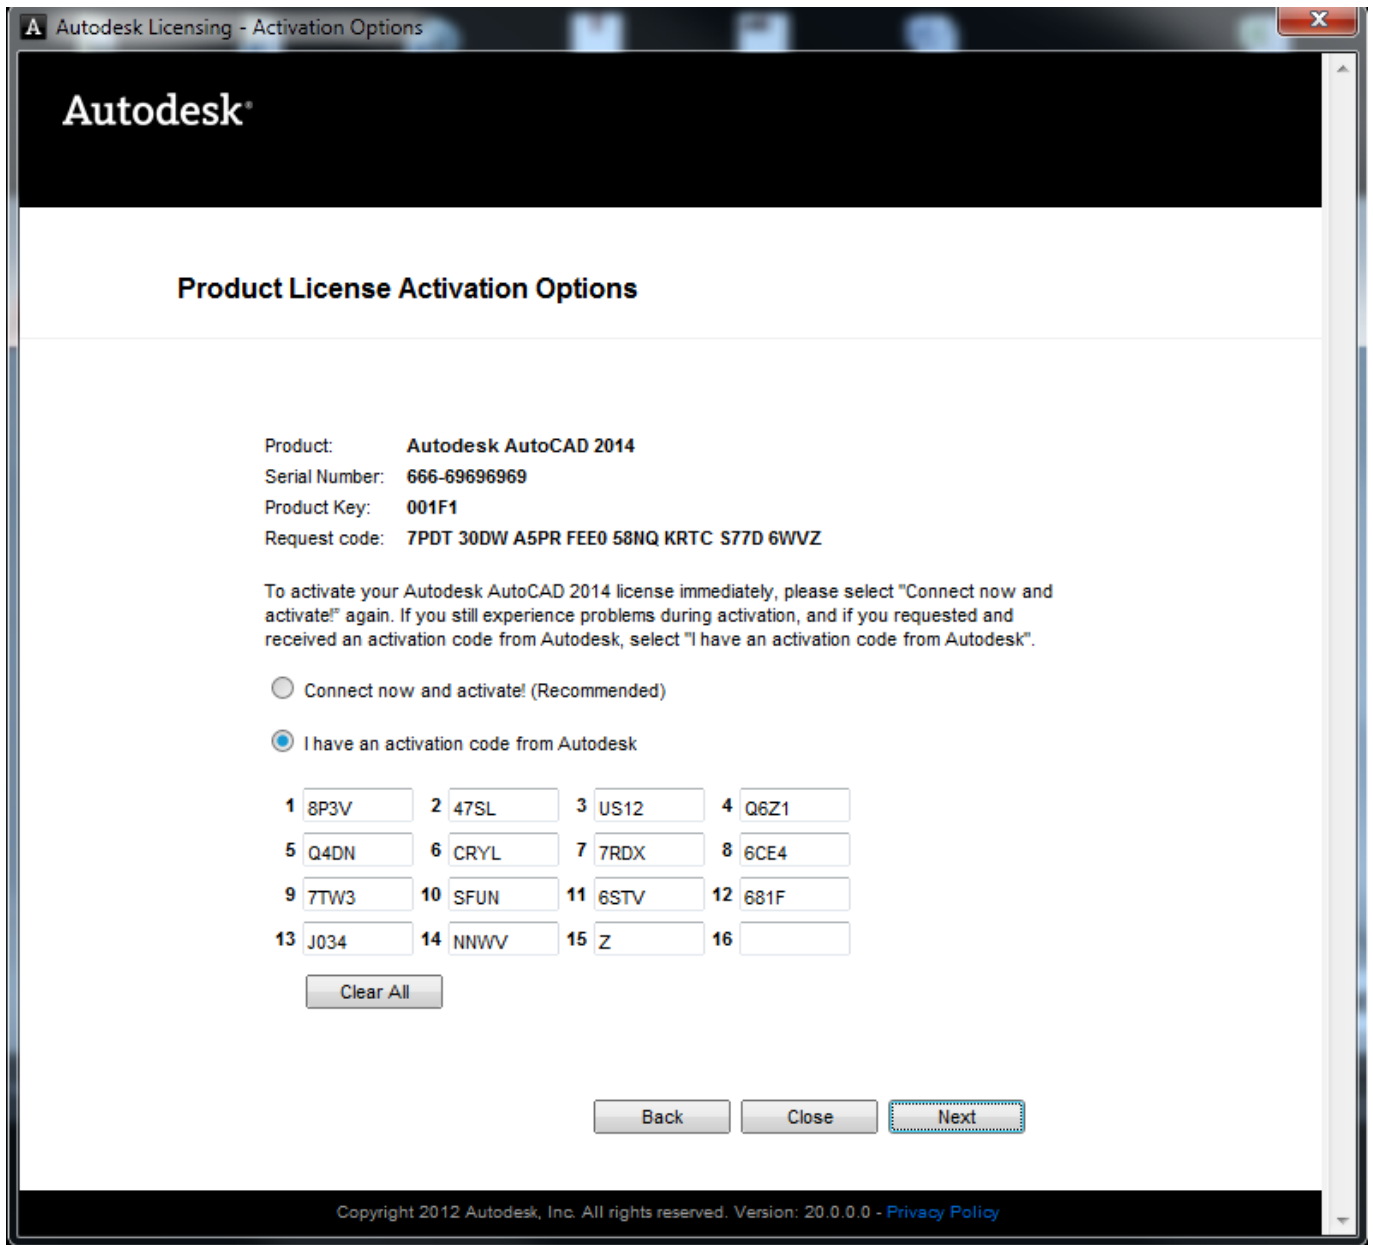 Autodesk Licensing - Activation Options
Autodesk®
Product License Activation Options
Product: Autodesk AutoCAD 2014
Serial Number: 666-69696969
Product Key: 001F1
Request code: 7PDT 30DW A5PR FEE0 58NQ KRTC S77D 6WVZ
To activate your Autodesk AutoCAD 2014 license immediately, please select "Connect now and
activate!" again. If you still experience problems during activation, and if you requested and
received an activation code from Autodesk, select "I have an activation code from Autodesk".
Connect now and activate! (Recommended)
I have an activation code from Autodesk
1 8P3V 2 47SL 3 US12 4 Q6Z1
5 Q4DN 6 CRYL 7 7RDX 8 6CE4
9 7TW3 10 SFUN 11 6STV 12 681F
13 J034 14 NNWV 15 Z 16
Clear All
Back Close Next
Copyright 2012 Autodesk, Inc. All rights reserved. Version: 20.0.0.0 - Privacy Policy